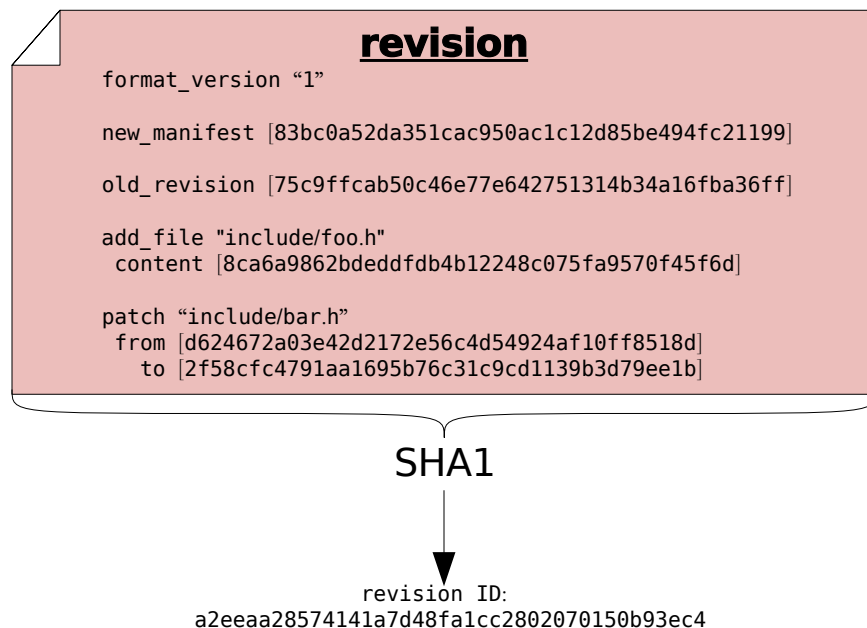 revision
format_version “1”
new_manifest [83bc0a52da351cac950ac1c12d85be494fc21199]
old_revision [75c9ffcab50c46e77e642751314b34a16fba36ff]
add_file "include/foo.h"
content [8ca6a9862bdeddfdb4b12248c075fa9570f45f6d]
patch “include/bar.h”
from [d624672a03e42d2172e56c4d54924af10ff8518d]
to [2f58cfc4791aa1695b76c31c9cd1139b3d79ee1b]
SHA1
revision ID:
a2eeaa28574141a7d48fa1cc2802070150b93ec4